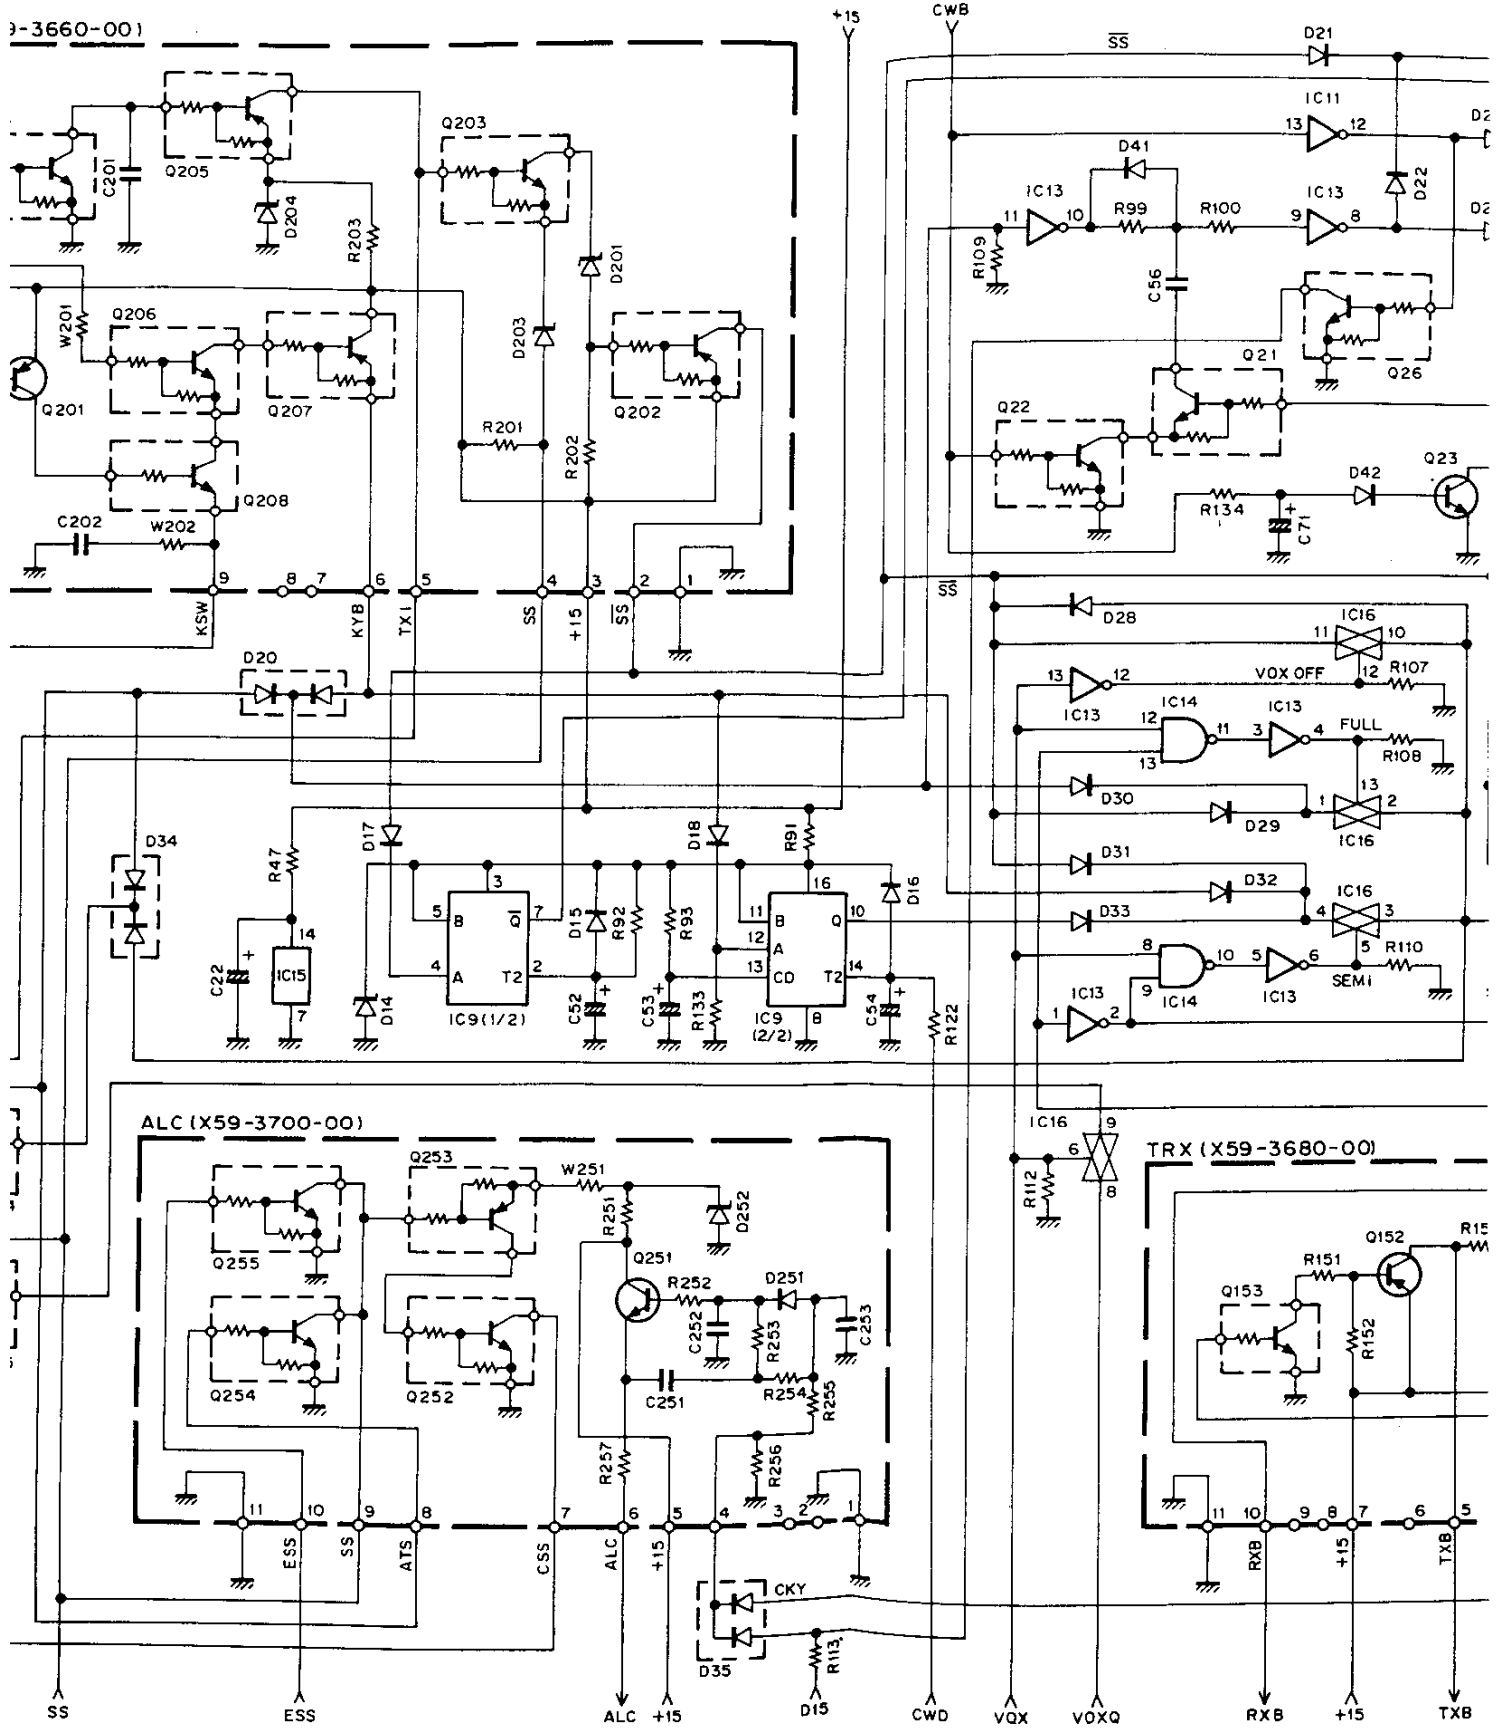 9-3660-00)
+15
CWB
SS
D21
Q205
C201
D204
R203
Q203
D201
D203
IC11
13
12
D2
D41
D22
IC13
11
10
R99
R100
IC13
9
8
D2
R109
C56
W201
Q206
Q207
Q201
Q208
C202
W202
R201
R202
Q202
Q26
Q21
Q22
R134
C71
D42
Q23
9
8
7
6
5
4
3
2
1
KSW
KYB
TX1
SS
+15
SS
SS
D28
IC16
11
10
12
R107
13
12
VOX OFF
IC13
IC14
12
13
11
IC13
3
4
FULL
R108
D20
D30
13
D29
1
2
IC16
D34
R47
D17
D18
R91
D31
D32
IC16
D33
4
3
5
3
5
B
Q1
7
4
A
T2
2
IC9(1/2)
D15
R92
R93
16
11
B
Q
10
12
A
13
CD
T2
14
8
IC9
(2/2)
D16
C22
14
IC15
7
D14
C52
C53
R133
C54
R122
8
9
10
IC14
5
6
IC13
SEMI
R110
IC13
1
2
ALC (X59-3700-00)
IC16
9
6
8
R112
TRX (X59-3680-00)
Q253
W251
R251
D252
Q255
Q251
R252
D251
C252
R253
C253
Q254
Q252
C251
R254
R255
R257
R256
Q152
R15
R151
Q153
R152
11
10
9
8
7
6
5
4
3
2
1
ESS
SS
ATS
CSS
ALC
+15
11
10
9
8
7
6
5
RXB
+15
TXB
CKY
D35
R113
SS
ESS
ALC
+15
D15
CWD
VOX
VOXQ
RXB
+15
TXB